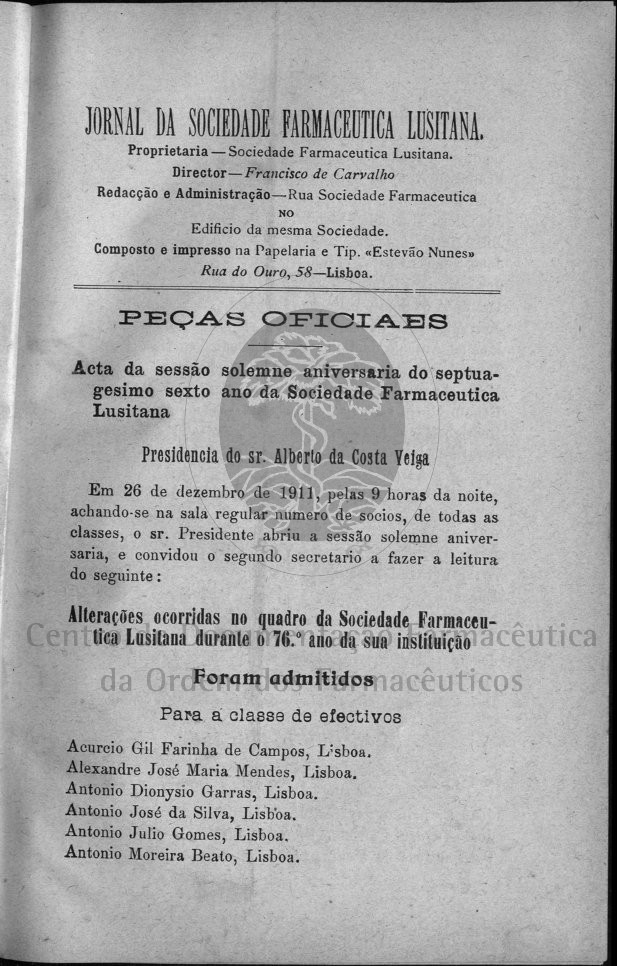 JORNAL DA SOCIEDADE FARMACEUTICA LUSITANA.
Proprietaria — Sociedade Farmaceutica Lusitana.
Director — Francisco de Carvalho
Redacção e Administração — Rua Sociedade Farmaceutica
NO
Edificio da mesma Sociedade.
Composto e impresso na Papelaria e Tip. «Estevão Nunes»
Rua do Ouro, 58—Lisboa.
PEÇAS OFICIAES
Acta da sessão solemne aniversaria do septua-
gesimo sexto ano da Sociedade Farmaceutica
Lusitana
Presidencia do sr. Alberto da Costa Veiga
Em 26 de dezembro de 1911, pelas 9 horas da noite,
achando-se na sala regular numero de socios, de todas as
classes, o sr. Presidente abriu a sessão solemne aniver-
saria, e convidou o segundo secretario a fazer a leitura
do seguinte:
Alterações ocorridas no quadro da Sociedade Farmaceu-
tica Lusitana durante o 76.º ano da sua instituição
Centro de Documentação Farmacêutica
da Ordem dos Farmacêuticos
Foram admitidos
Para a classe de efectivos
Acurcio Gil Farinha de Campos, Lisboa.
Alexandre José Maria Mendes, Lisboa.
Antonio Dionysio Garras, Lisboa.
Antonio José da Silva, Lisboa.
Antonio Julio Gomes, Lisboa.
Antonio Moreira Beato, Lisboa.